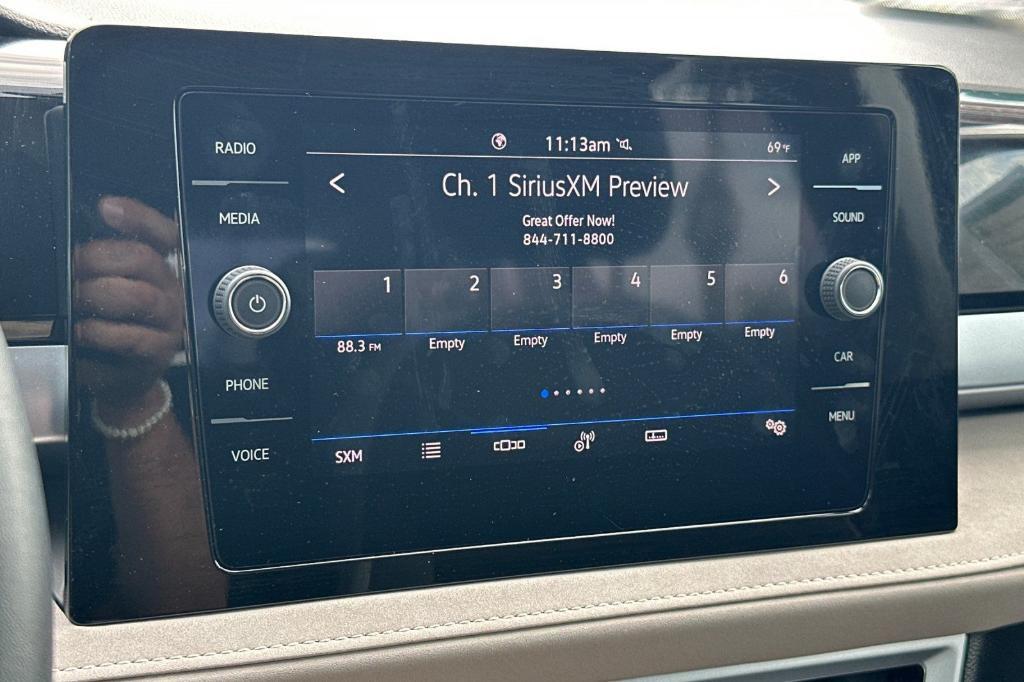 RADIO
MEDIA
PHONE
VOICE
11:13am
69°F
< Ch. 1 SiriusXM Preview >
Great Offer Now!
844-711-8800
1 2 3 4 5 6
88.3 FM Empty Empty Empty Empty Empty
SXM
APP
SOUND
CAR
MENU